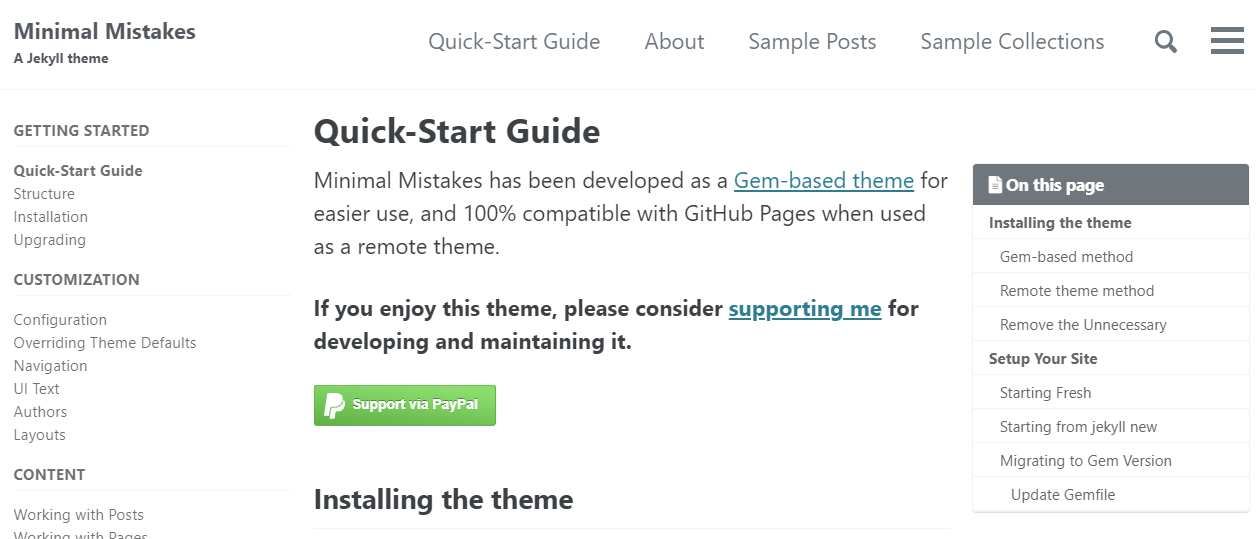 Minimal Mistakes
A Jekyll theme
Quick-Start Guide
About
Sample Posts
Sample Collections
GETTING STARTED
Quick-Start Guide
Structure
Installation
Upgrading
CUSTOMIZATION
Configuration
Overriding Theme Defaults
Navigation
UI Text
Authors
Layouts
CONTENT
Working with Posts
Working with Pages
Quick-Start Guide
Minimal Mistakes has been developed as a Gem-based theme for
easier use, and 100% compatible with GitHub Pages when used
as a remote theme.
If you enjoy this theme, please consider supporting me for
developing and maintaining it.
Support via PayPal
Installing the theme
On this page
Installing the theme
Gem-based method
Remote theme method
Remove the Unnecessary
Setup Your Site
Starting Fresh
Starting from jekyll new
Migrating to Gem Version
Update Gemfile